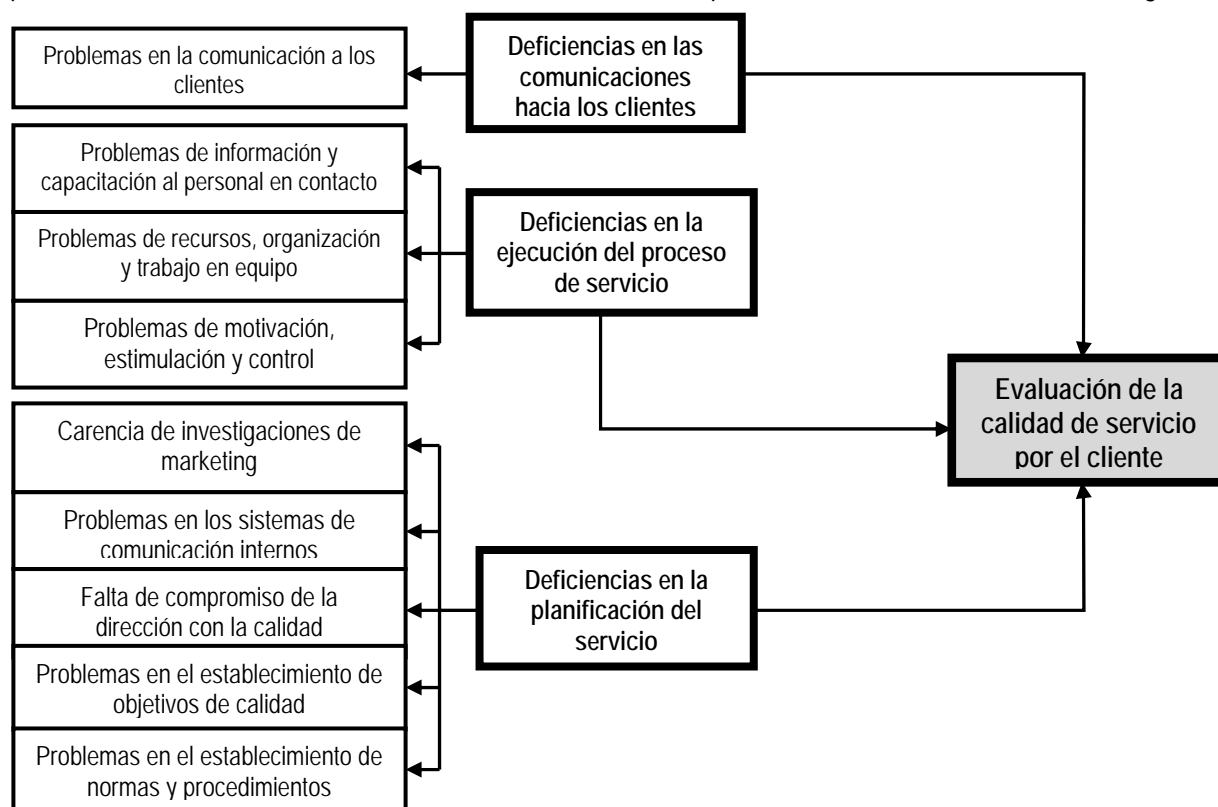 Problemas en la comunicación a los
clientes
Deficiencias en las
comunicaciones
hacia los clientes
Problemas de información y
capacitación al personal en contacto
Problemas de recursos, organización
y trabajo en equipo
Problemas de motivación,
estimulación y control
Deficiencias en la
ejecución del proceso
de servicio
Evaluación de la
calidad de servicio
por el cliente
Carencia de investigaciones de
marketing
Problemas en los sistemas de
comunicación internos
Falta de compromiso de la
dirección con la calidad
Problemas en el establecimiento de
objetivos de calidad
Problemas en el establecimiento de
normas y procedimientos
Deficiencias en la
planificación del
servicio